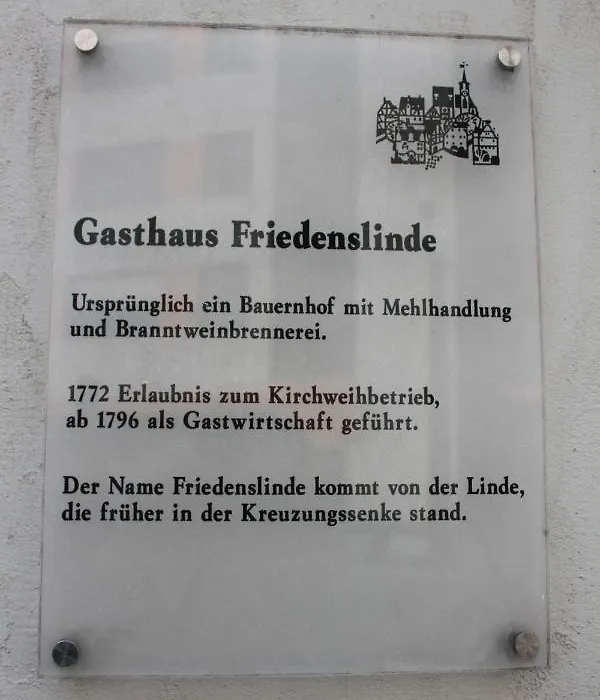 Gasthaus Friedenslinde
Ursprünglich ein Bauernhof mit Mehlhandlung
und Branntweinbrennerei.
1772 Erlaubnis zum Kirchweihbetrieb,
ab 1796 als Gastwirtschaft geführt.
Der Name Friedenslinde kommt von der Linde,
die früher in der Kreuzungssenke stand.